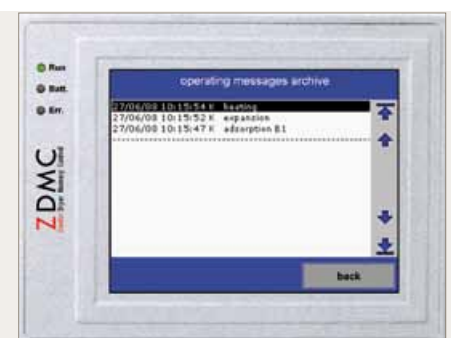 Run
Batt.
Err.
ZDMC
operating messages archive
27/06/08 10:15:54 K heating
27/06/08 10:15:52 K expansion
27/06/08 10:15:47 K adsorption B1
back